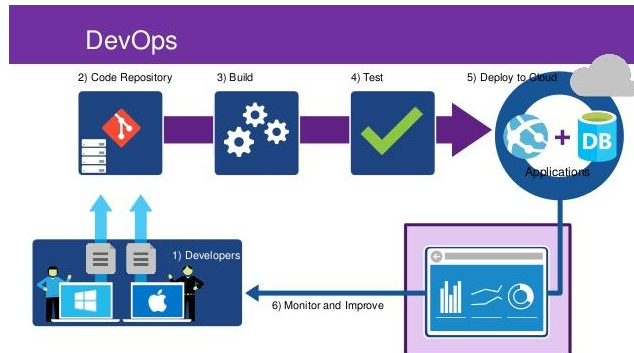 DevOps
2) Code Repository
3) Build
4) Test
5) Deploy to Cloud
DB
Applications
1) Developers
6) Monitor and Improve